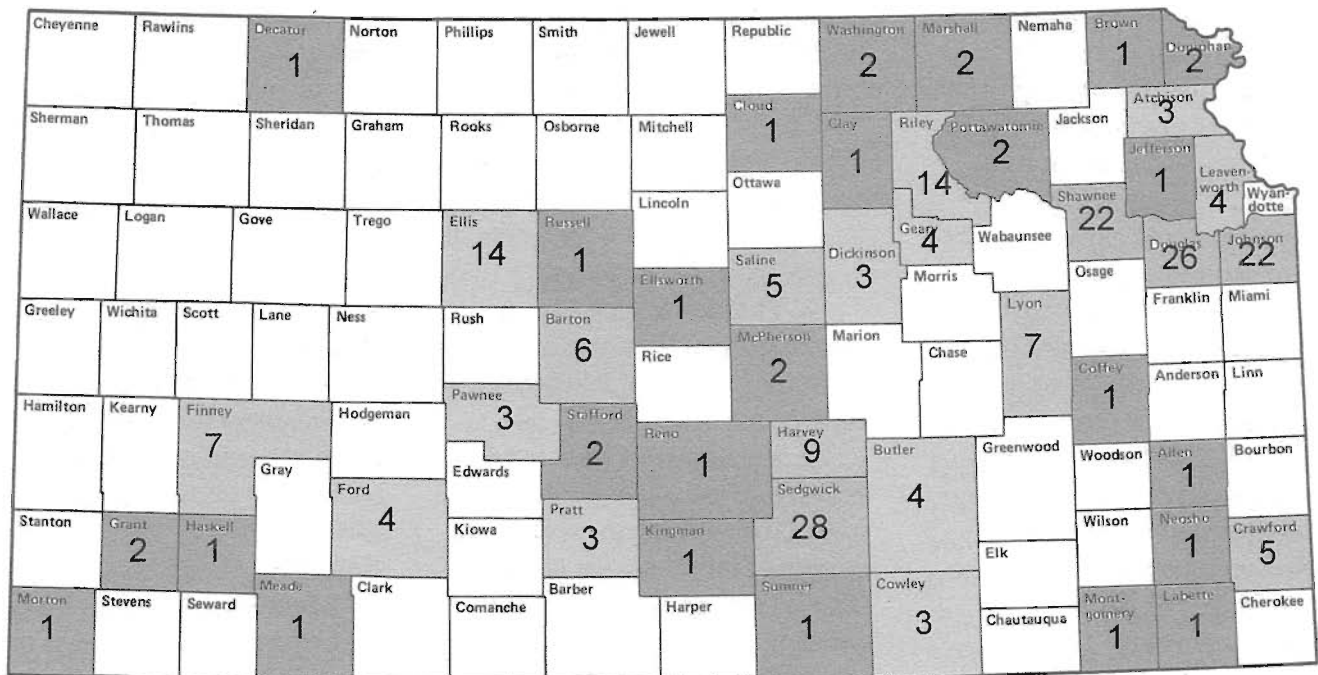 Cheyenne
Rawlins
Decator
1
Norton
Phillips
Smith
Jewell
Republic
Washington
2
Marshall
2
Nemaha
Brown
1
Doniphan
2
Sherman
Thomas
Sheridan
Graham
Rooks
Osborne
Mitchell
Cloud
1
Clay
1
Riley
14
Pottawatomie
2
Jackson
Atchison
3
Jefferson
1
Leaven-
worth
4
Wyan-
dotte
Lincoln
Ottawa
Wallace
Logan
Gove
Trego
Ellis
14
Russell
1
Ellsworth
1
Saline
5
Dickinson
3
Geary
4
Morris
Wabaunsee
Shawnee
22
Osage
Douglas
26
Johnson
22
Greeley
Wichita
Scott
Lane
Ness
Rush
Barton
6
Rice
McPherson
2
Marion
Chase
Lyon
7
Coffey
1
Franklin
Miami
Anderson
Linn
Hamilton
Kearny
Finney
7
Hodgeman
Pawnee
3
Stafford
2
Edwards
Reno
1
Harvey
9
Butler
4
Greenwood
Woodson
Allen
1
Bourbon
Gray
Ford
4
Kiowa
Pratt
3
Kingman
1
Sedgwick
28
Elk
Wilson
Neosho
1
Crawford
5
Stanton
Grant
2
Haskell
1
Morton
1
Stevens
Seward
Meade
1
Clark
Comanche
Barber
Harper
Sumner
1
Cowley
3
Chautauqua
Mont-
gomery
1
Labette
1
Cherokee